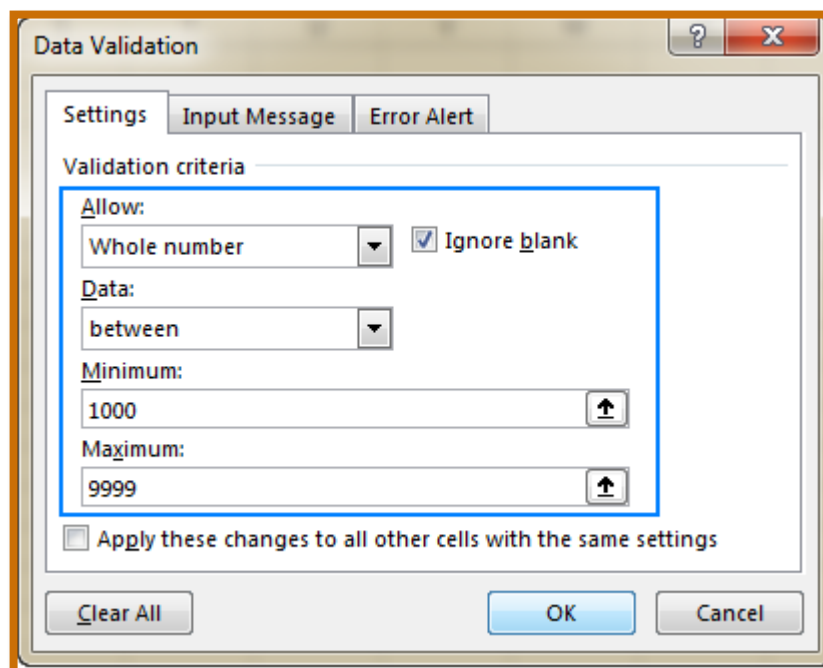 Data Validation
Settings Input Message Error Alert
Validation criteria
Allow:
Whole number Ignore blank
Data:
between
Minimum:
1000
Maximum:
9999
Apply these changes to all other cells with the same settings
Clear All OK Cancel